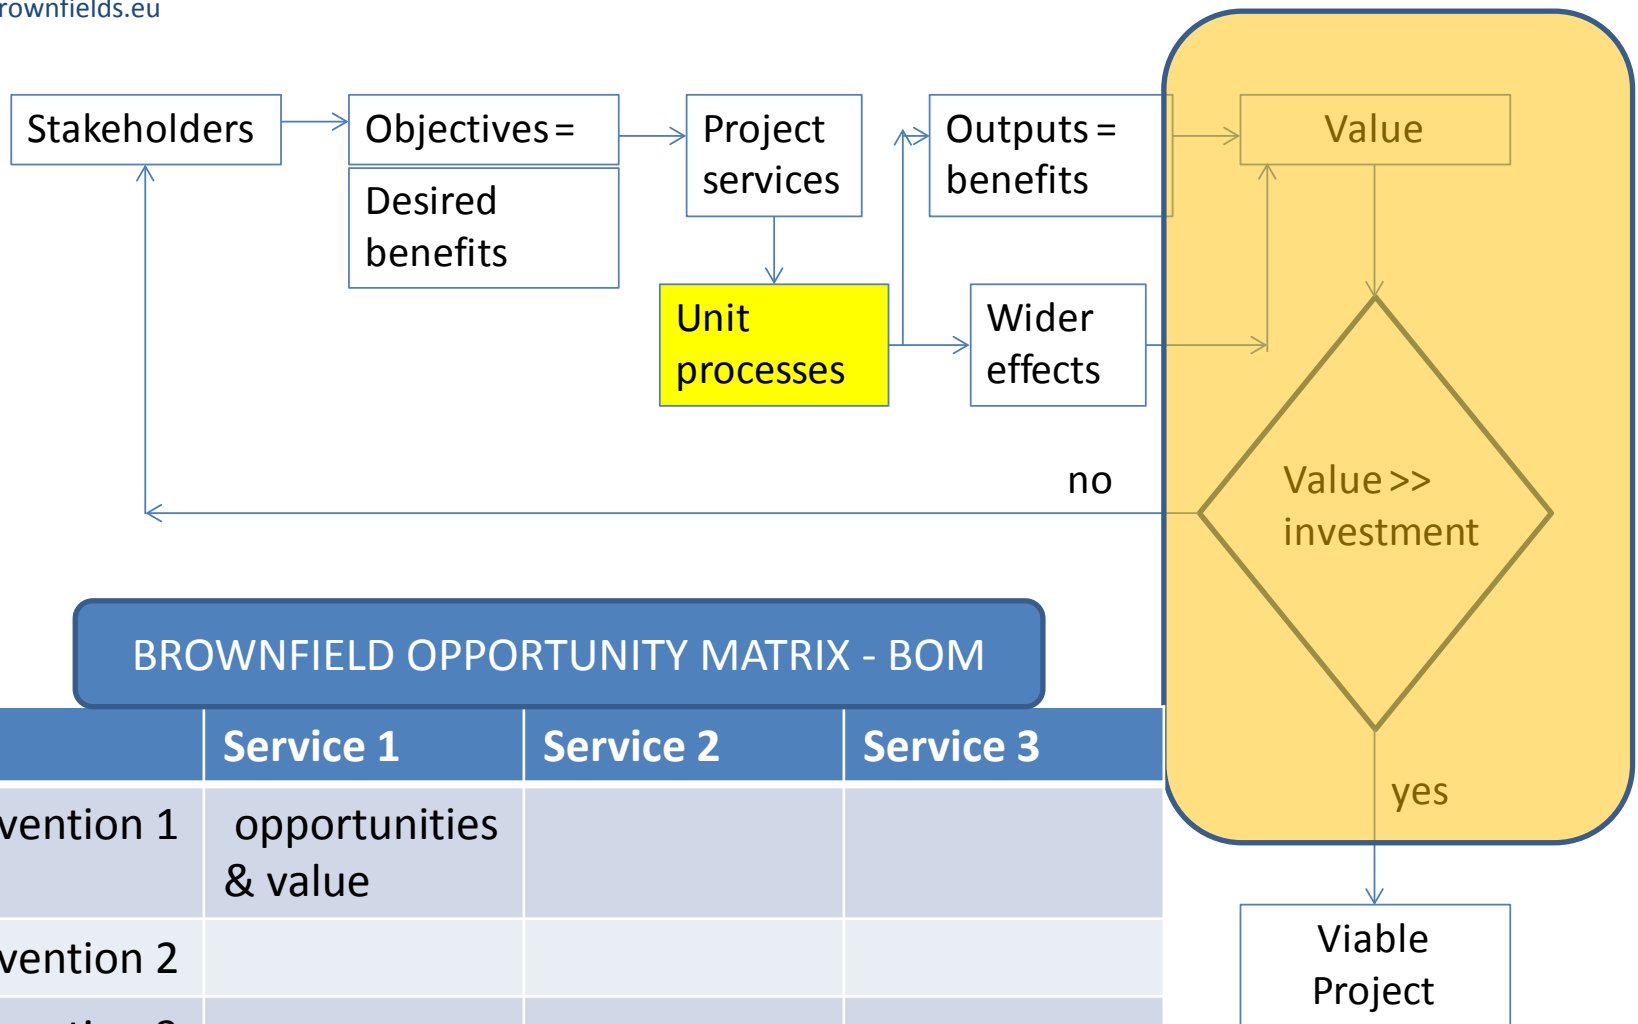 rownfields.eu
Stakeholders
Objectives =
Desired
benefits
Project
services
Outputs =
benefits
Value
Unit
processes
Wider
effects
no
Value >>
investment
yes
Viable
Project
BROWNFIELD OPPORTUNITY MATRIX - BOM
Service 1 Service 2 Service 3
vention 1 opportunities
& value
vention 2